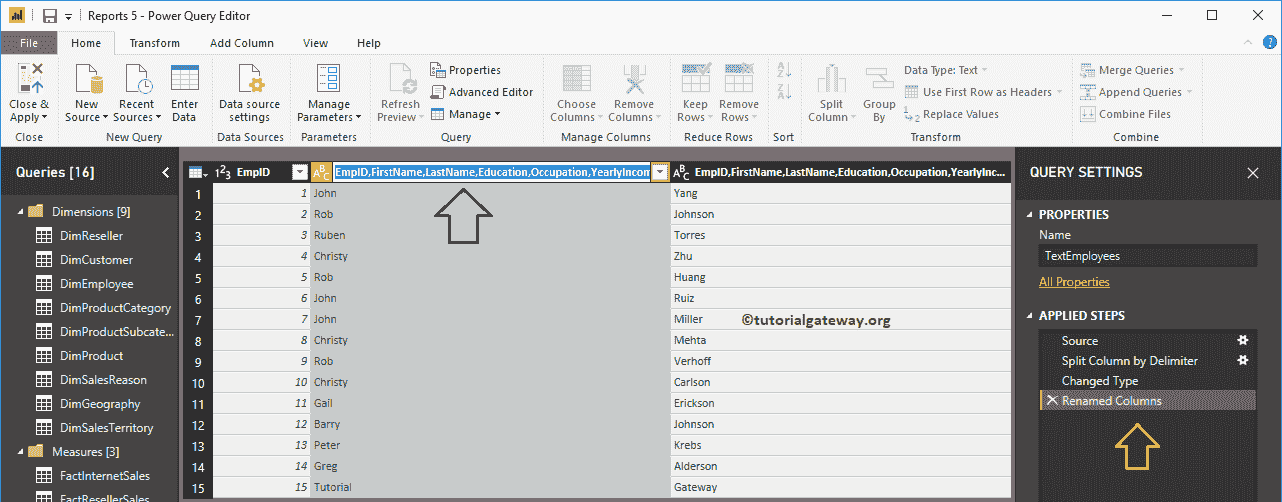 Reports 5 - Power Query Editor
File Home Transform Add Column View Help
Close & Apply
New Source
Recent Sources
Enter Data
Data source settings
Manage Parameters
Refresh Preview
Properties
Advanced Editor
Manage
Choose Columns
Remove Columns
Keep Rows
Remove Rows
Split Column
Group By
Data Type: Text
Use First Row as Headers
Replace Values
Merge Queries
Append Queries
Combine Files
Close New Query Data Sources Parameters Query Manage Columns Reduce Rows Sort Transform Combine
Queries [16]
Dimensions [9]
DimReseller
DimCustomer
DimEmployee
DimProductCategory
DimProductSubcate...
DimProduct
DimSalesReason
DimGeography
DimSalesTerritory
Measures [3]
FactInternetSales
FactResellerSales
1 2 3 EmpID A B C EmpID,FirstName,LastName,Education,Occupation,YearlyIncom A B C EmpID,FirstName,LastName,Education,Occupation,YearlyInc...
1 1 John Yang
2 2 Rob Johnson
3 3 Ruben Torres
4 4 Christy Zhu
5 5 Rob Huang
6 6 John Ruiz
7 7 John Miller
©tutorialgateway.org
8 8 Christy Mehta
9 9 Rob Verhoff
10 10 Christy Carlson
11 11 Gail Erickson
12 12 Barry Johnson
13 13 Peter Krebs
14 14 Greg Alderson
15 15 Tutorial Gateway
QUERY SETTINGS
PROPERTIES
Name
TextEmployees
All Properties
APPLIED STEPS
Source
Split Column by Delimiter
Changed Type
Renamed Columns